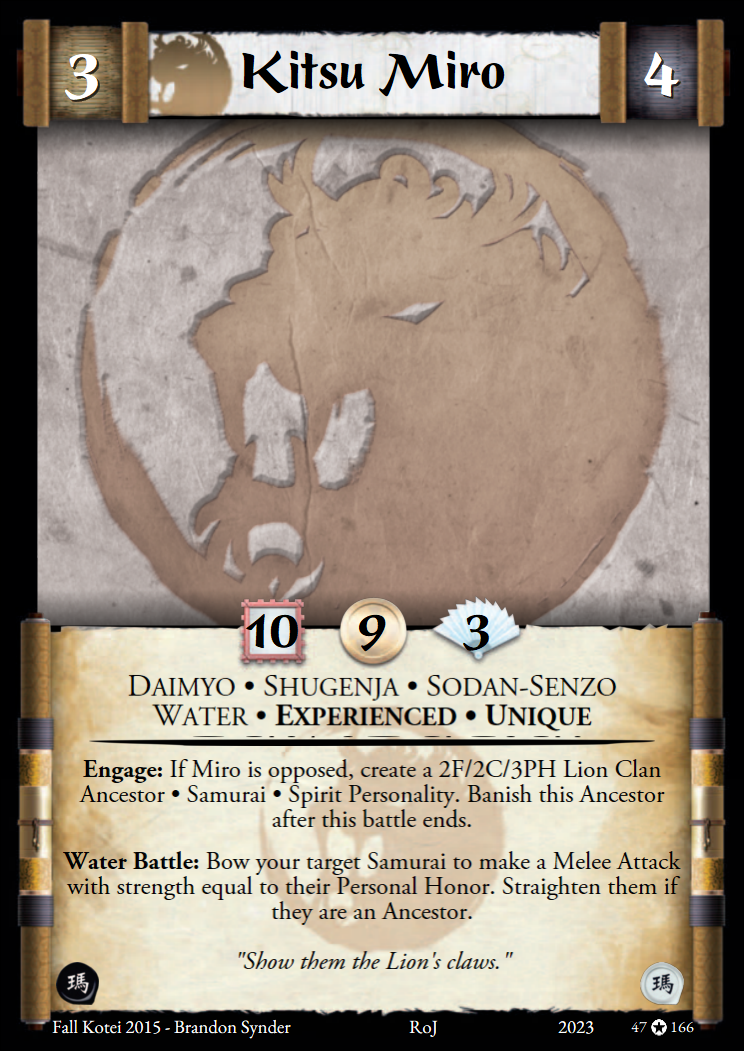 3 Kitsu Miro 4
10 9 3
DAIMYO • SHUGENJA • SODAN-SENZO
WATER • EXPERIENCED • UNIQUE
Engage: If Miro is opposed, create a 2F/2C/3PH Lion Clan
Ancestor • Samurai • Spirit Personality. Banish this Ancestor
after this battle ends.
Water Battle: Bow your target Samurai to make a Melee Attack
with strength equal to their Personal Honor. Straighten them if
they are an Ancestor.
"Show them the Lion's claws."
瑪 瑪
Fall Kotei 2015 - Brandon Synder RoJ 2023 47 ✪ 166